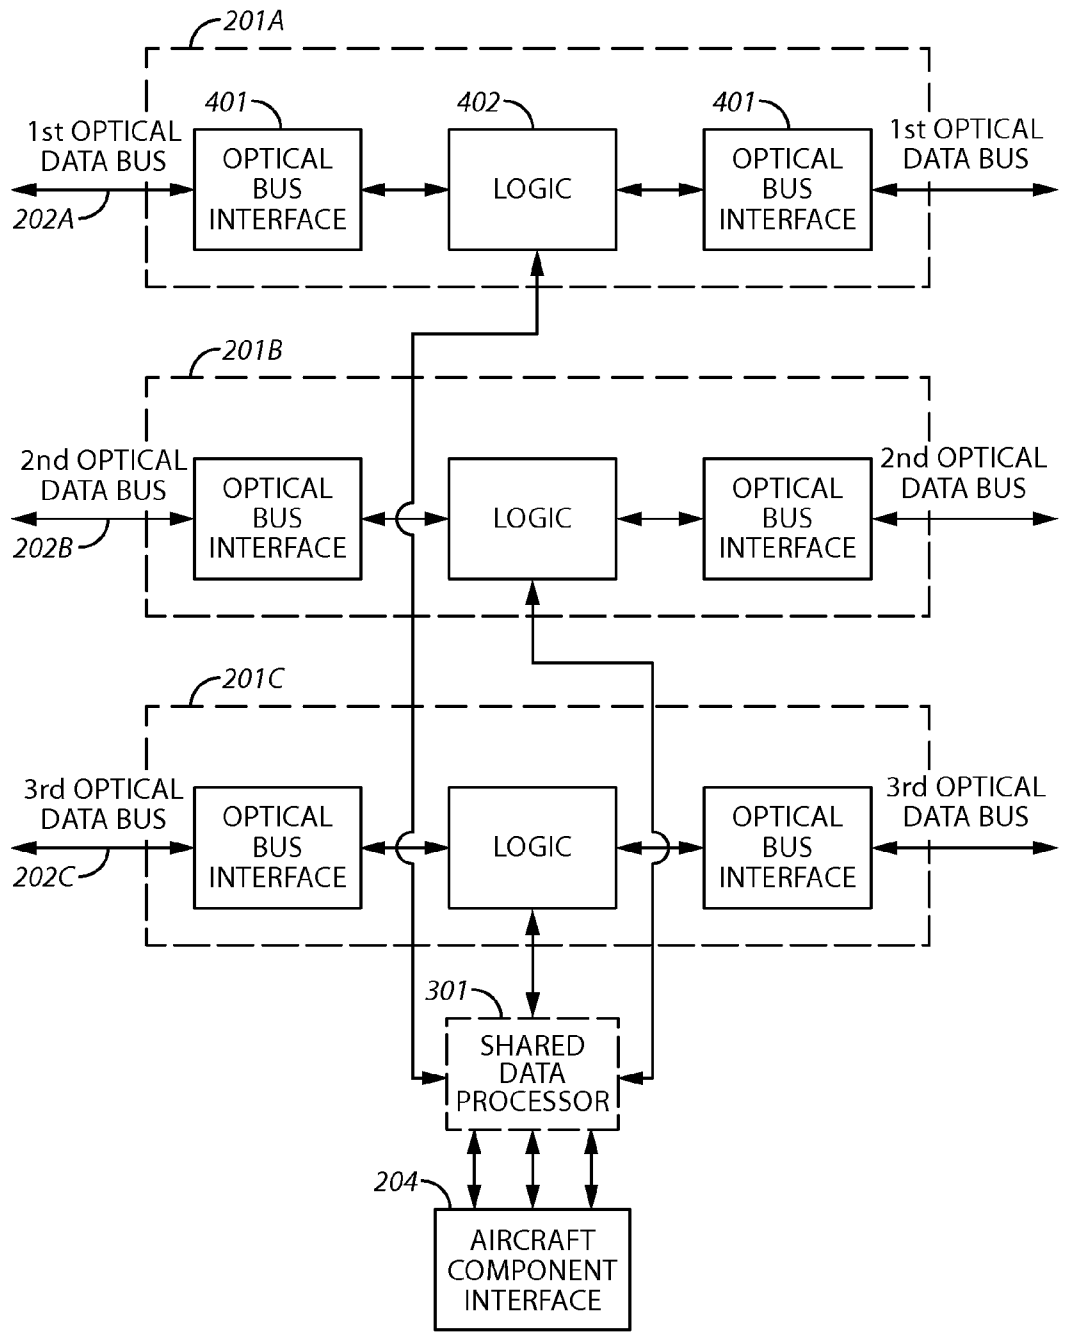 201A
401
402
401
1st OPTICAL
DATA BUS
202A
OPTICAL
BUS
INTERFACE
LOGIC
OPTICAL
BUS
INTERFACE
1st OPTICAL
DATA BUS
201B
2nd OPTICAL
DATA BUS
202B
OPTICAL
BUS
INTERFACE
LOGIC
OPTICAL
BUS
INTERFACE
2nd OPTICAL
DATA BUS
201C
3rd OPTICAL
DATA BUS
202C
OPTICAL
BUS
INTERFACE
LOGIC
OPTICAL
BUS
INTERFACE
3rd OPTICAL
DATA BUS
301
SHARED
DATA
PROCESSOR
204
AIRCRAFT
COMPONENT
INTERFACE